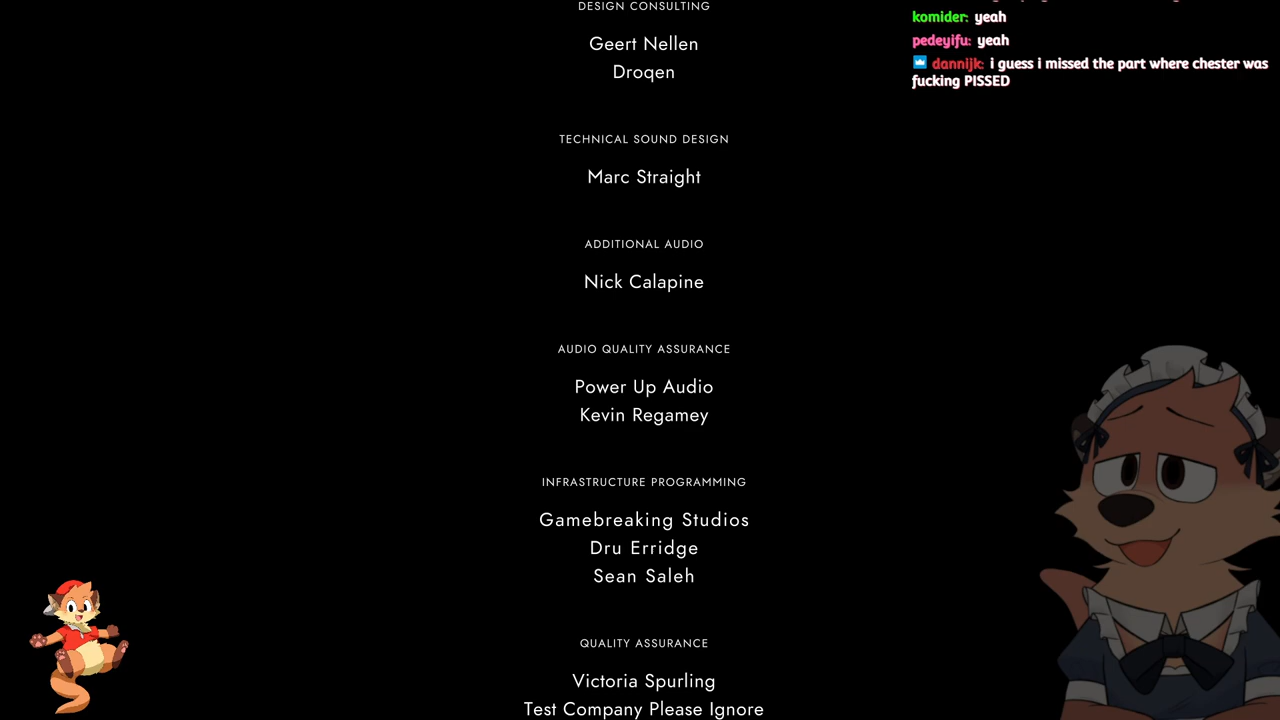 DESIGN CONSULTING
Geert Nellen
Droqen
TECHNICAL SOUND DESIGN
Marc Straight
ADDITIONAL AUDIO
Nick Calapine
AUDIO QUALITY ASSURANCE
Power Up Audio
Kevin Regamey
INFRASTRUCTURE PROGRAMMING
Gamebreaking Studios
Dru Erridge
Sean Saleh
QUALITY ASSURANCE
Victoria Spurling
Test Company Please Ignore
komider: yeah
pedeyifu: yeah
dannijk: i guess i missed the part where chester was
fucking PISSED